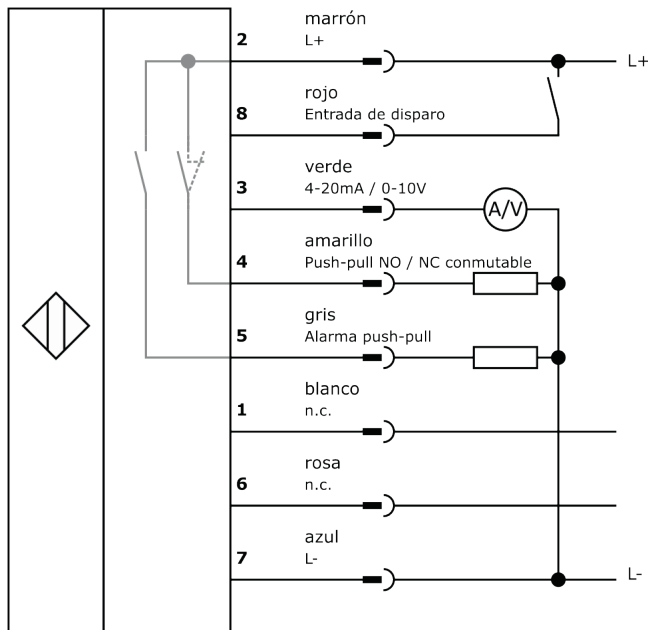 marrón
2
L+
L+
rojo
8
Entrada de disparo
verde
3
4-20mA / 0-10V
A/V
amarillo
4
Push-pull NO / NC conmutable
gris
5
Alarma push-pull
blanco
1
n.c.
rosa
6
n.c.
azul
7
L-
L-